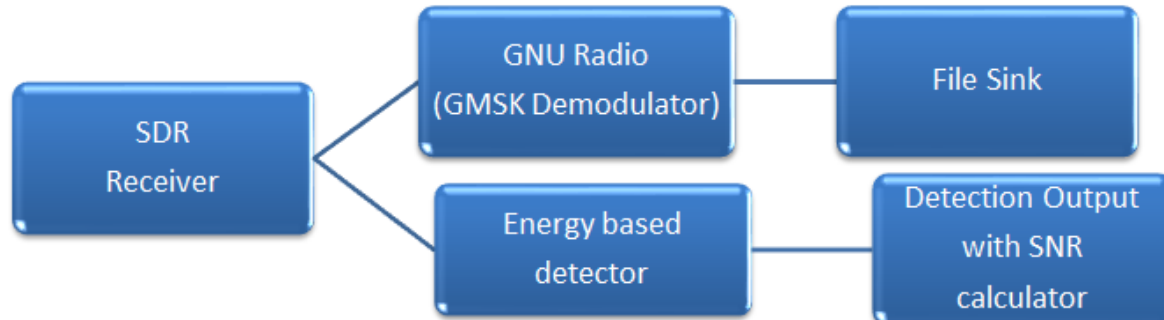 SDR
Receiver
GNU Radio
(GMSK Demodulator)
File Sink
Energy based
detector
Detection Output
with SNR
calculator